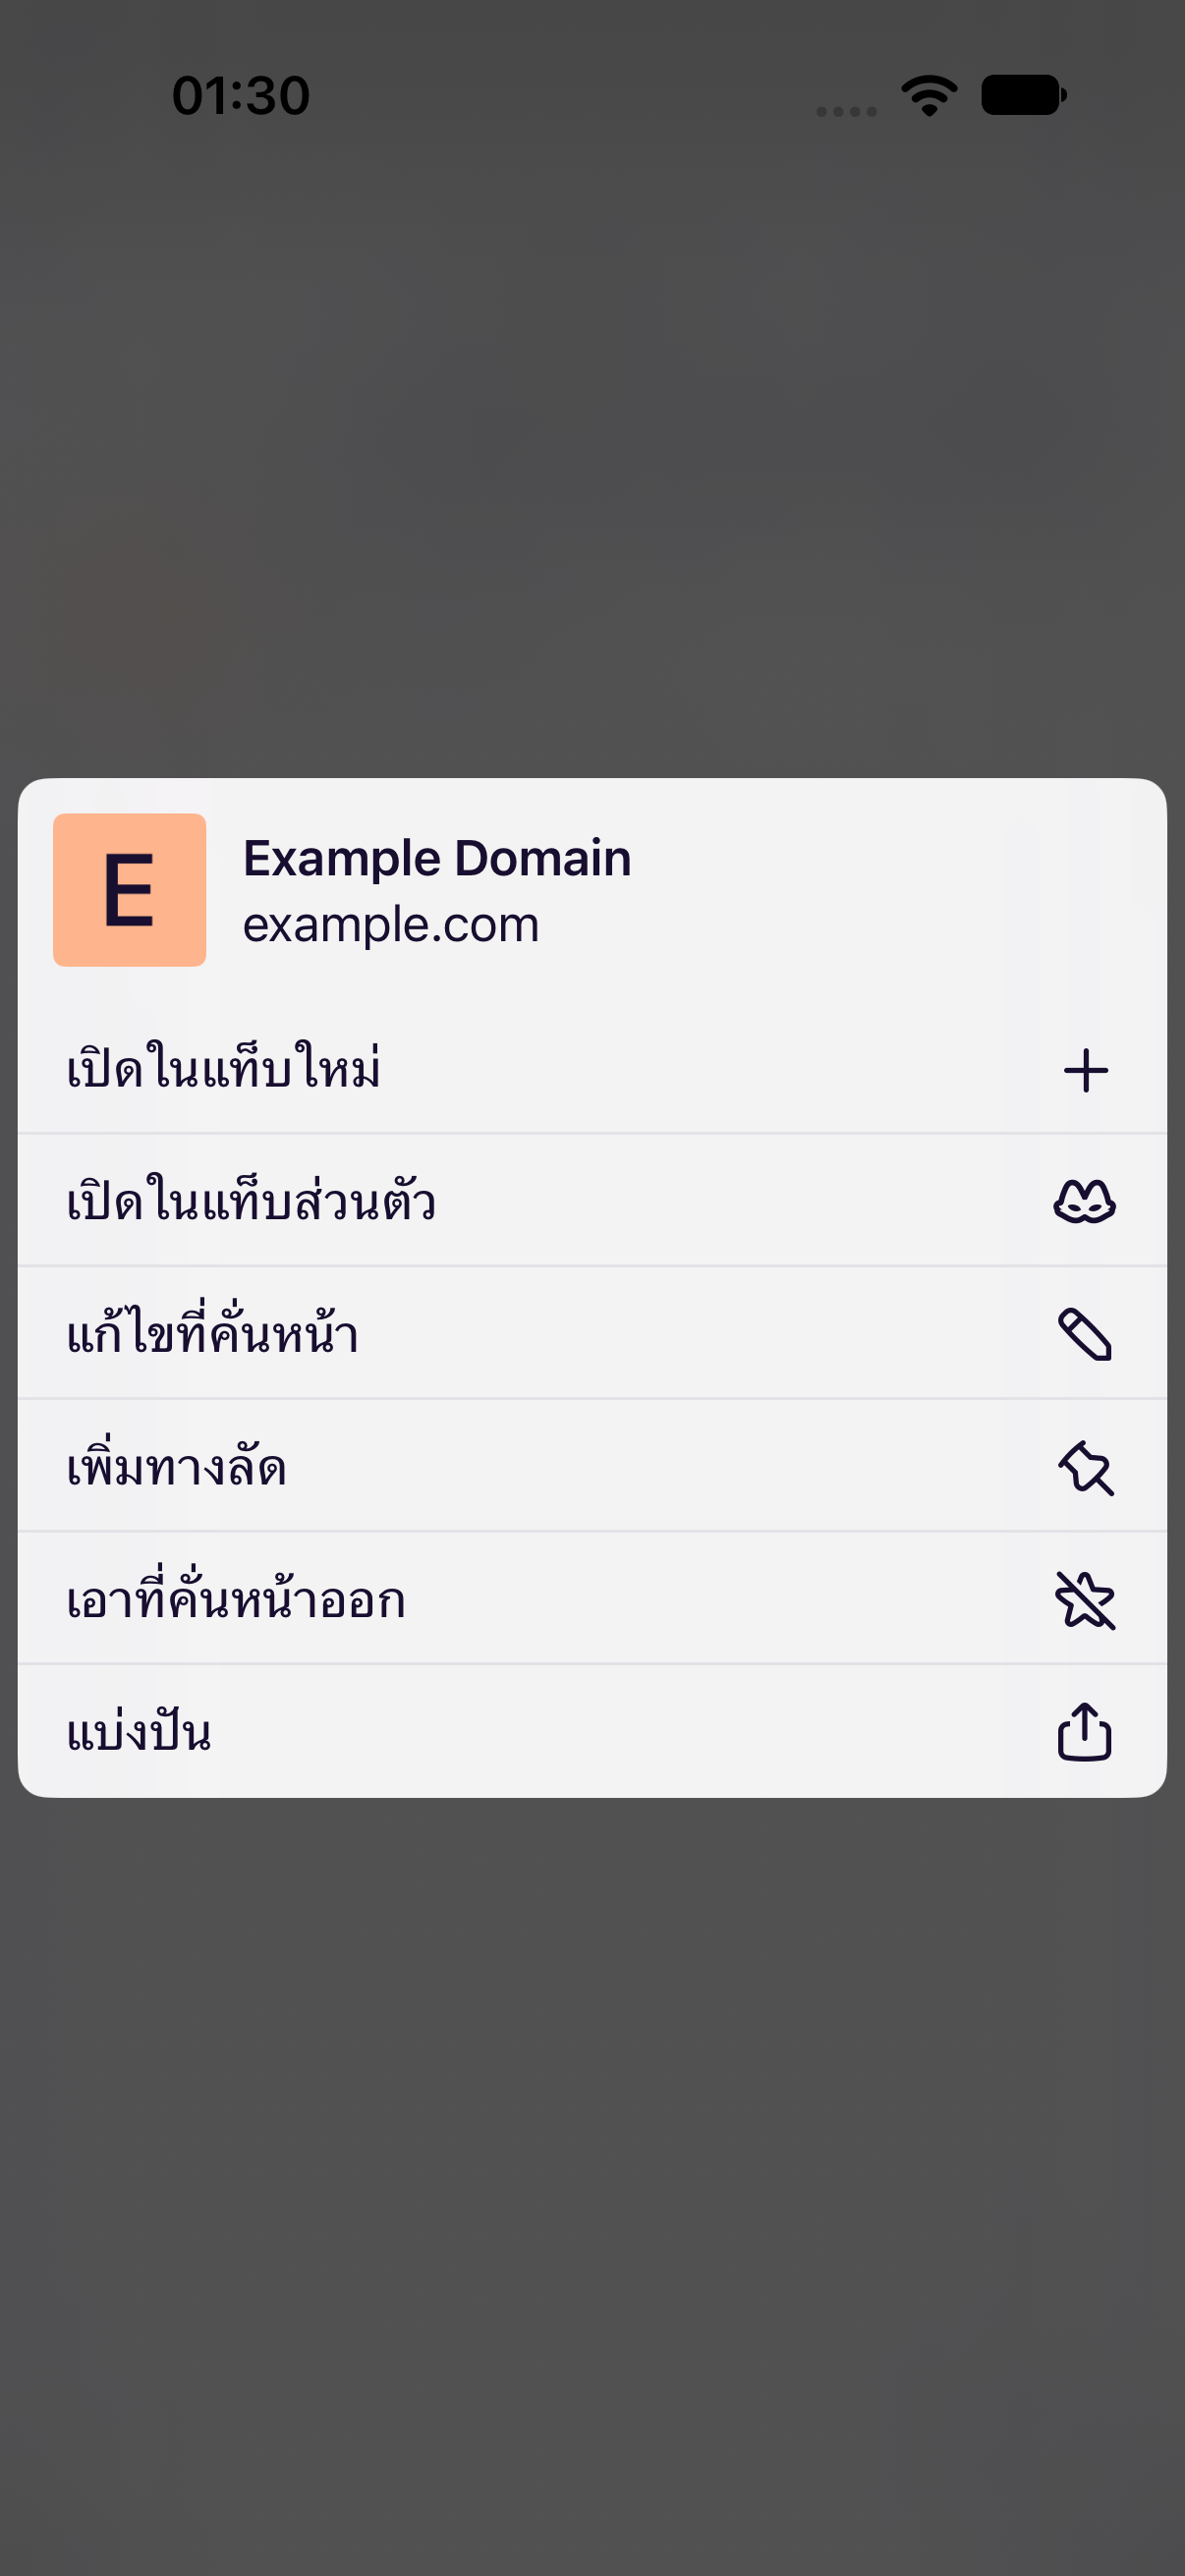 01:30
E
Example Domain
example.com
เปิดในแท็บใหม่
เปิดในแท็บส่วนตัว
แก้ไขที่คั่นหน้า
เพิ่มทางลัด
เอาที่คั่นหน้าออก
แบ่งปัน